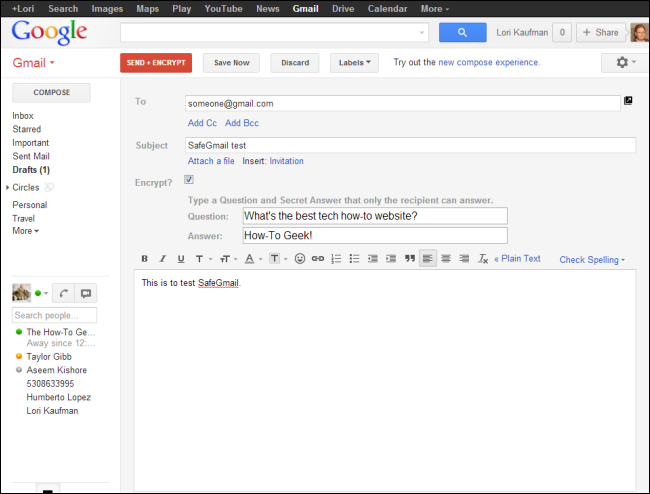 +Lori Search Images Maps Play YouTube News Gmail Drive Calendar More
Google
Lori Kaufman 0 + Share
Gmail
SEND + ENCRYPT Save Now Discard Labels Try out the new compose experience.
COMPOSE
Inbox
Starred
Important
Sent Mail
Drafts (1)
Circles
Personal
Travel
More
To someone@gmail.com
Add Cc Add Bcc
Subject SafeGmail test
Attach a file Insert: Invitation
Encrypt?
Type a Question and Secret Answer that only the recipient can answer.
Question: What's the best tech how-to website?
Answer: How-To Geek!
B I U T TT A T « Plain Text Check Spelling
This is to test SafeGmail.
Search people...
The How-To Ge...
Away since 12:...
Taylor Gibb
Aseem Kishore
5308633995
Humberto Lopez
Lori Kaufman